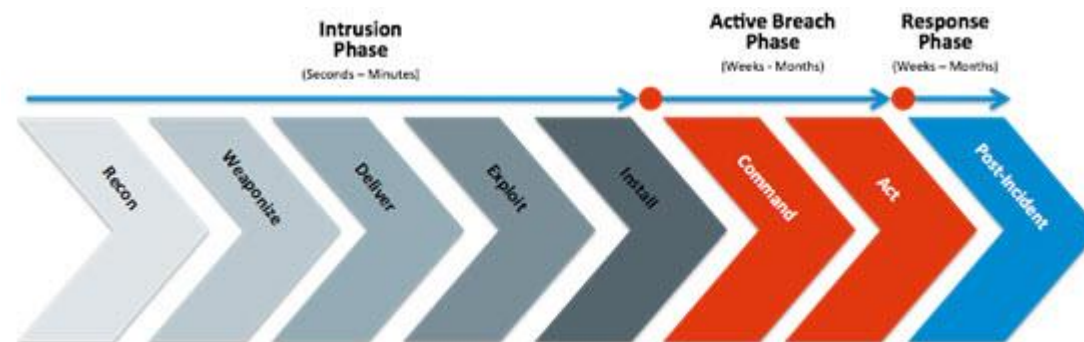 Intrusion
Phase
(Seconds – Minutes)
Active Breach
Phase
(Weeks - Months)
Response
Phase
(Weeks – Months)
Recon
Weaponize
Deliver
Exploit
Install
Command
Act
Post-Incident